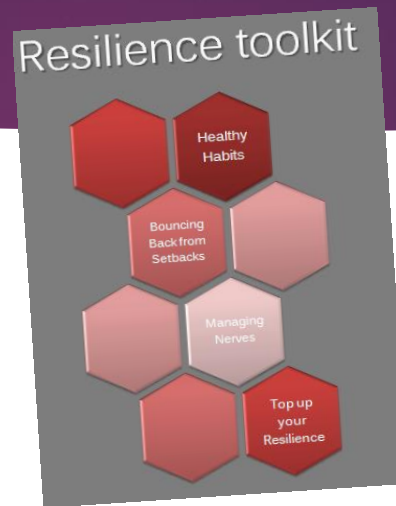 Resilience toolkit
Healthy
Habits
Bouncing
Back from
Setbacks
Managing
Nerves
Top up
your
Resilience